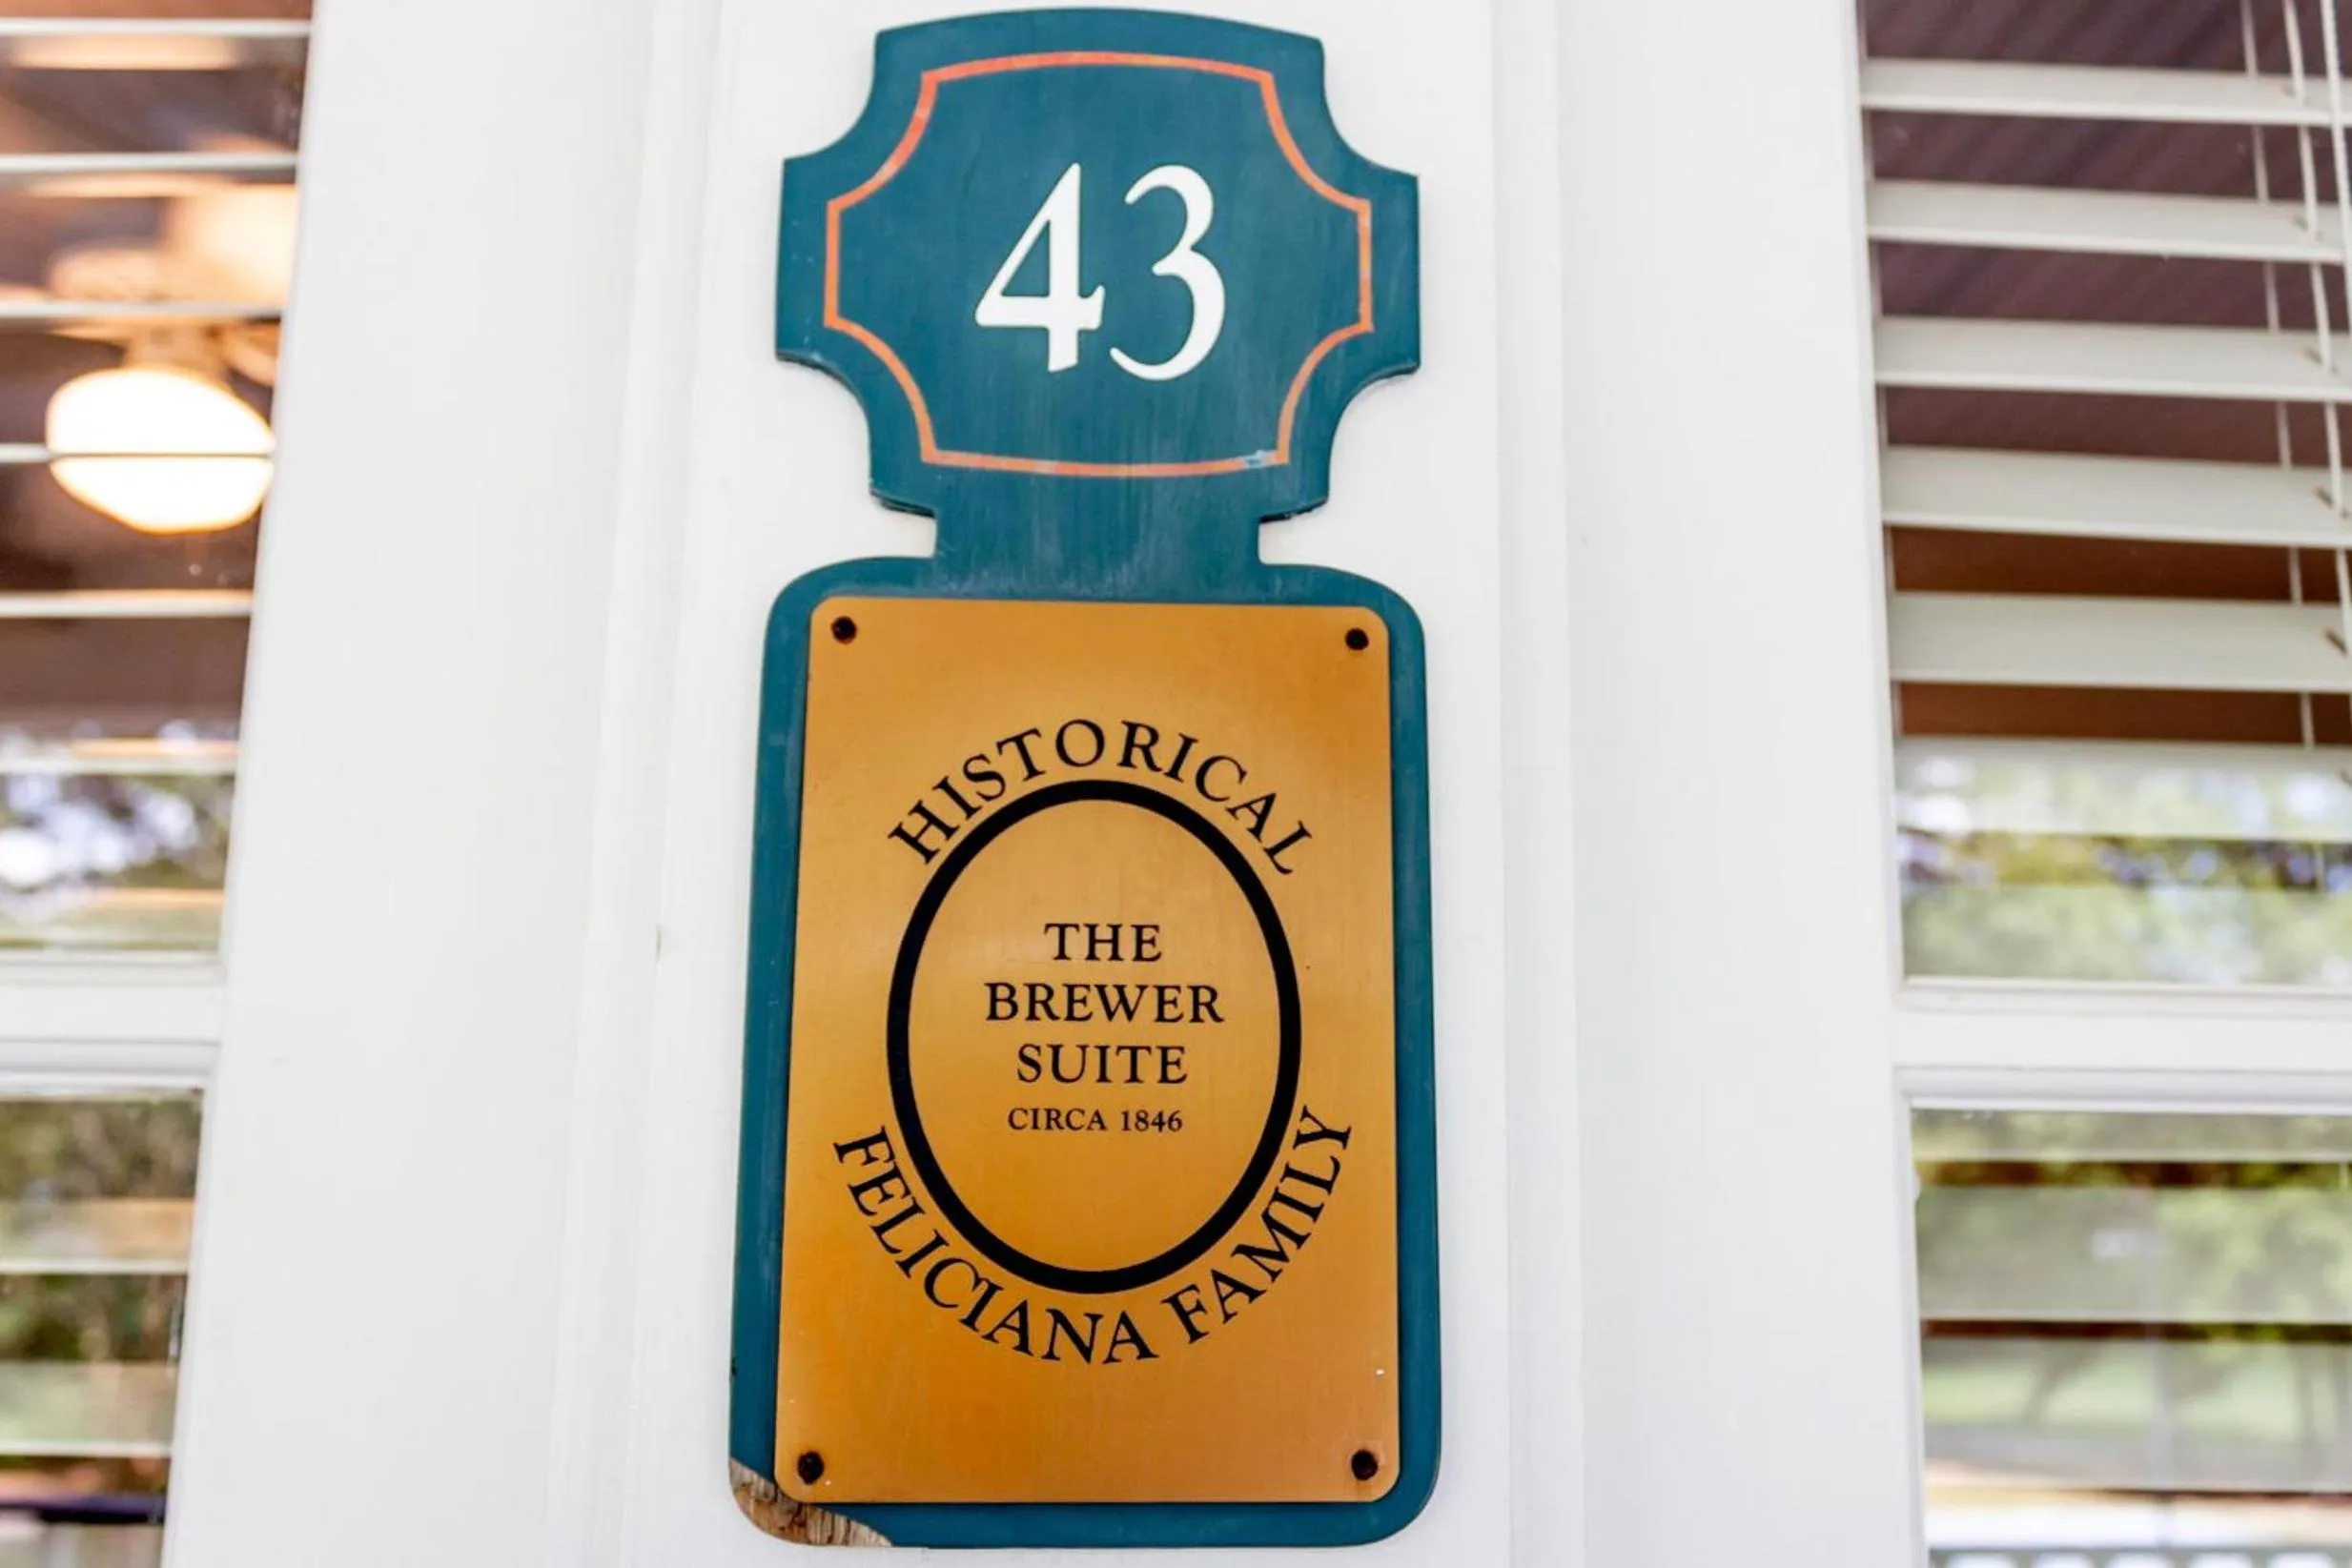 43
HISTORICAL
THE
BREWER
SUITE
CIRCA 1846
FELICIANA FAMILY